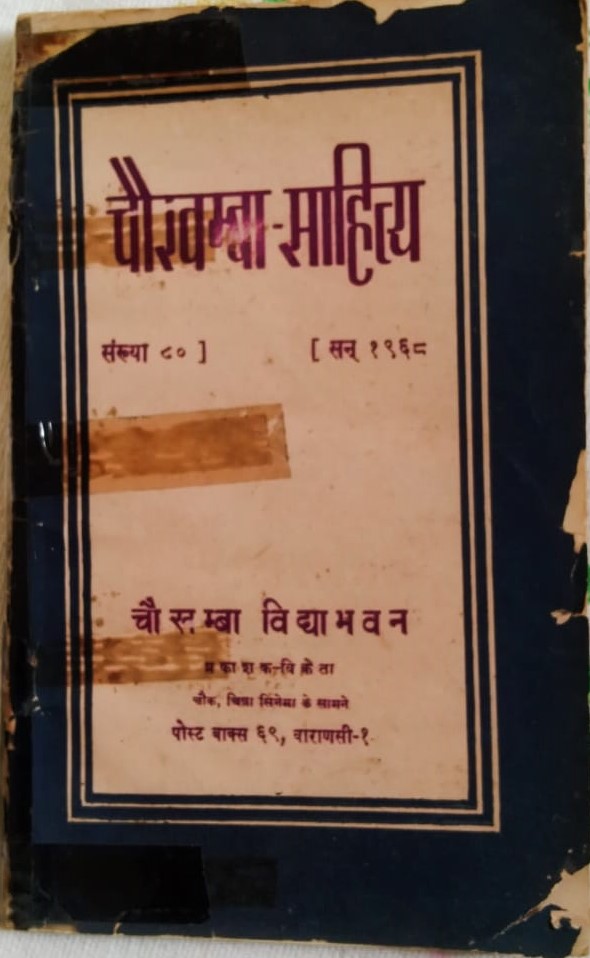 चौखम्बा-साहित्य
संख्या ८० ] [ सन् १९६८
चौखम्बा विद्याभवन
प्रकाशक-विक्रेता
चौक, चित्रा सिनेमा के सामने
पोस्ट बाक्स ६९, वाराणसी-१